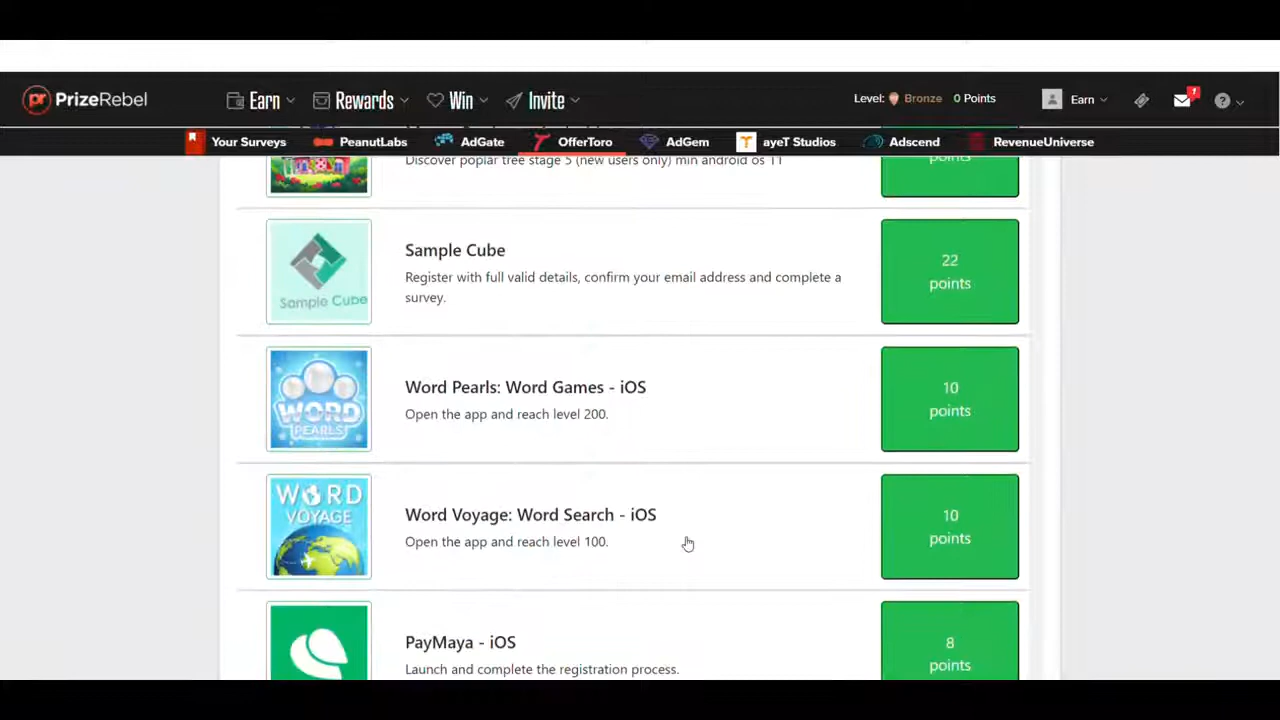 PrizeRebel Earn Rewards Win Invite Level: Bronze 0 Points Earn 1 ?
Your Surveys PeanutLabs AdGate OfferToro AdGem ayeT Studios Adscend RevenueUniverse
Discover poplar tree stage 5 (new users only) min android os 11
points
Sample Cube
Sample Cube
Register with full valid details, confirm your email address and complete a
survey.
22
points
WORD
PEARLS
Word Pearls: Word Games - iOS
Open the app and reach level 200.
10
points
WORD
VOYAGE
Word Voyage: Word Search - iOS
Open the app and reach level 100.
10
points
PayMaya - iOS
Launch and complete the registration process.
8
points